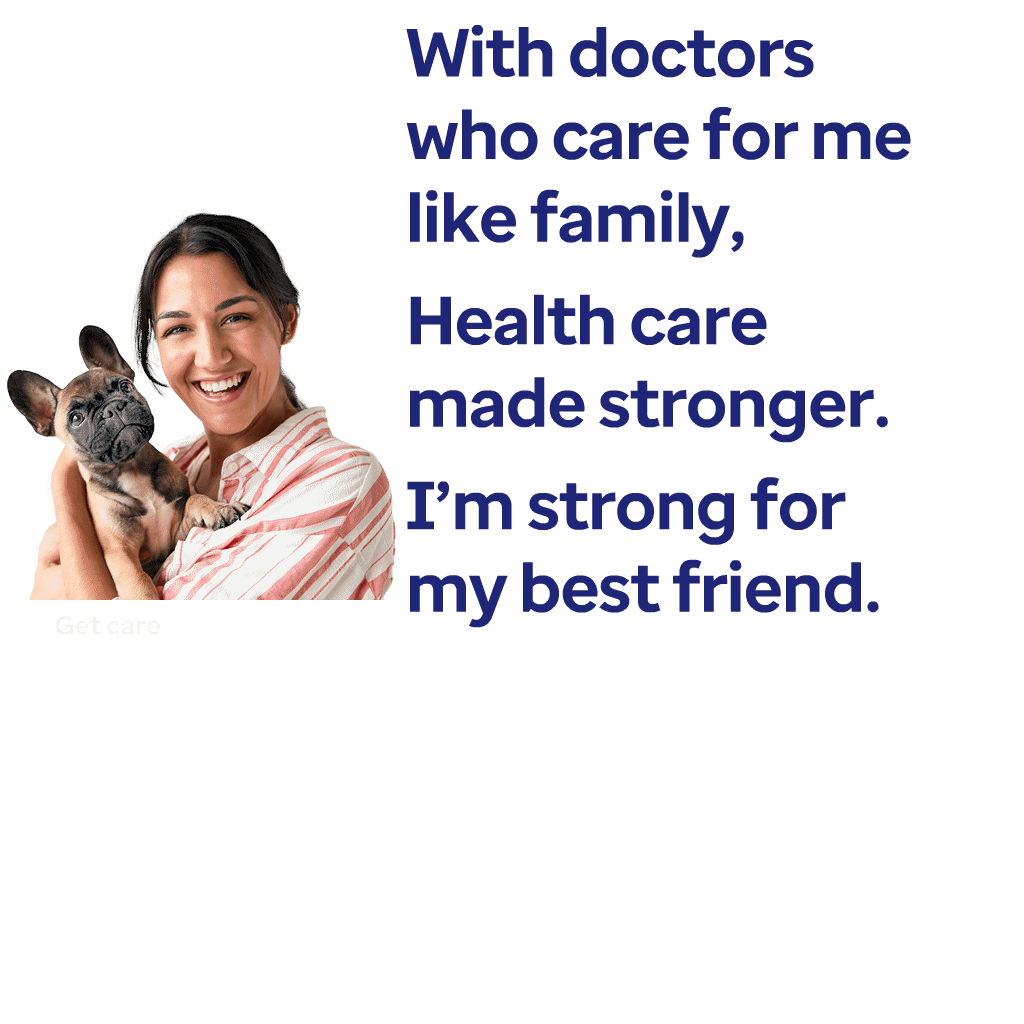 With doctors
who care for me
like family,
Health care
made stronger.
I’m strong for
my best friend.
Get care